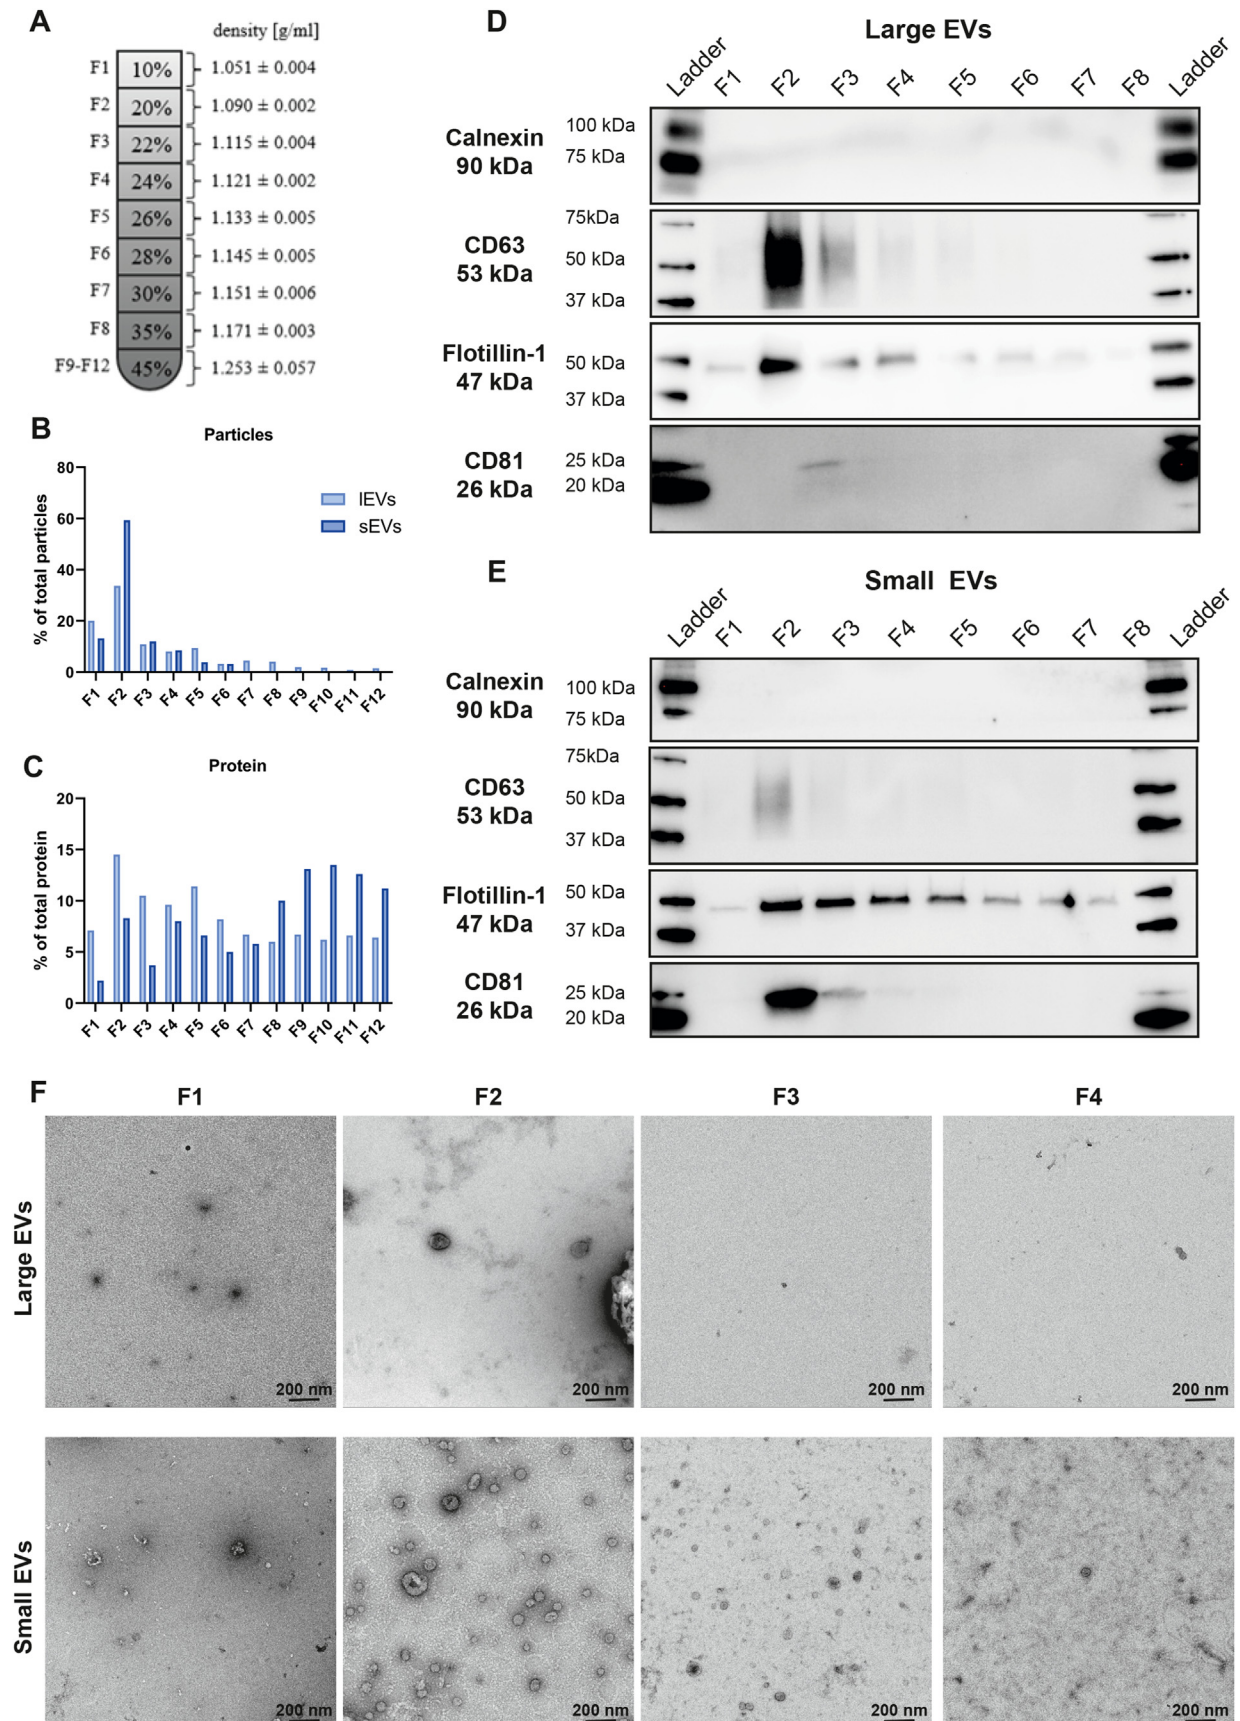 A
density [g/ml]
F1 10% 1.051 ± 0.004
F2 20% 1.090 ± 0.002
F3 22% 1.115 ± 0.004
F4 24% 1.121 ± 0.002
F5 26% 1.133 ± 0.005
F6 28% 1.145 ± 0.005
F7 30% 1.151 ± 0.006
F8 35% 1.171 ± 0.003
F9-F12 45% 1.253 ± 0.057
B
Particles
% of total particles
80
60
40
20
0
lEVs
sEVs
F1 F2 F3 F4 F5 F6 F7 F8 F9 F10 F11 F12
C
Protein
% of total protein
20
15
10
5
0
F1 F2 F3 F4 F5 F6 F7 F8 F9 F10 F11 F12
D
Large EVs
Ladder F1 F2 F3 F4 F5 F6 F7 F8 Ladder
Calnexin
90 kDa
100 kDa
75 kDa
CD63
53 kDa
75kDa
50 kDa
37 kDa
Flotillin-1
47 kDa
50 kDa
37 kDa
CD81
26 kDa
25 kDa
20 kDa
E
Small EVs
Ladder F1 F2 F3 F4 F5 F6 F7 F8 Ladder
Calnexin
90 kDa
100 kDa
75 kDa
CD63
53 kDa
75kDa
50 kDa
37 kDa
Flotillin-1
47 kDa
50 kDa
37 kDa
CD81
26 kDa
25 kDa
20 kDa
F
F1 F2 F3 F4
Large EVs
200 nm 200 nm 200 nm 200 nm
Small EVs
200 nm 200 nm 200 nm 200 nm